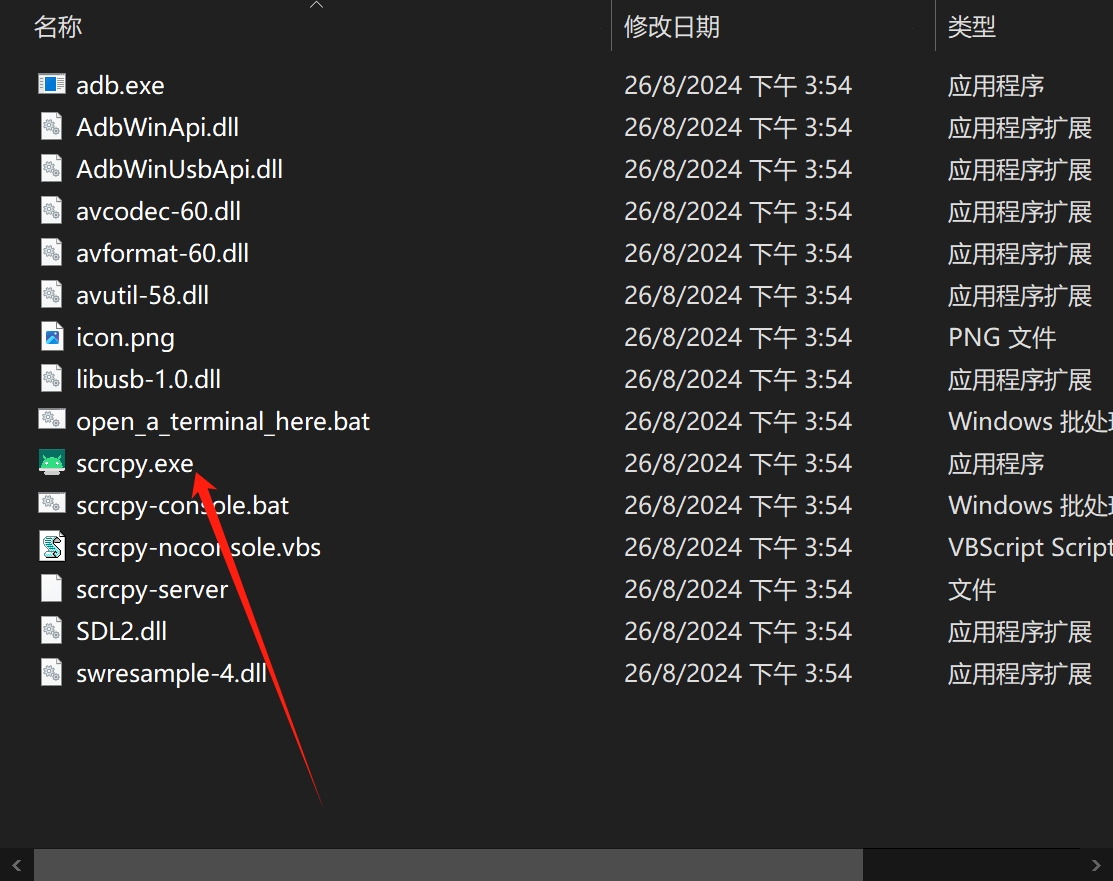 名称 修改日期 类型
adb.exe 26/8/2024 下午 3:54 应用程序
AdbWinApi.dll 26/8/2024 下午 3:54 应用程序扩展
AdbWinUsbApi.dll 26/8/2024 下午 3:54 应用程序扩展
avcodec-60.dll 26/8/2024 下午 3:54 应用程序扩展
avformat-60.dll 26/8/2024 下午 3:54 应用程序扩展
avutil-58.dll 26/8/2024 下午 3:54 应用程序扩展
icon.png 26/8/2024 下午 3:54 PNG 文件
libusb-1.0.dll 26/8/2024 下午 3:54 应用程序扩展
open_a_terminal_here.bat 26/8/2024 下午 3:54 Windows 批处理
scrcpy.exe 26/8/2024 下午 3:54 应用程序
scrcpy-console.bat 26/8/2024 下午 3:54 Windows 批处理
scrcpy-noconsole.vbs 26/8/2024 下午 3:54 VBScript Script
scrcpy-server 26/8/2024 下午 3:54 文件
SDL2.dll 26/8/2024 下午 3:54 应用程序扩展
swresample-4.dll 26/8/2024 下午 3:54 应用程序扩展